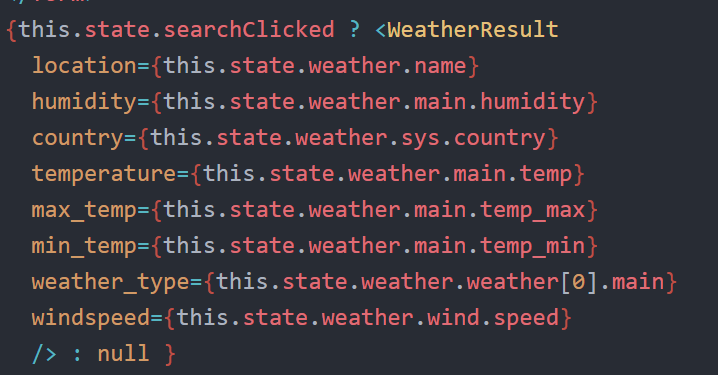 {this.state.searchClicked ? <WeatherResult
location={this.state.weather.name}
humidity={this.state.weather.main.humidity}
country={this.state.weather.sys.country}
temperature={this.state.weather.main.temp}
max_temp={this.state.weather.main.temp_max}
min_temp={this.state.weather.main.temp_min}
weather_type={this.state.weather.weather[0].main}
windspeed={this.state.weather.wind.speed}
/> : null }